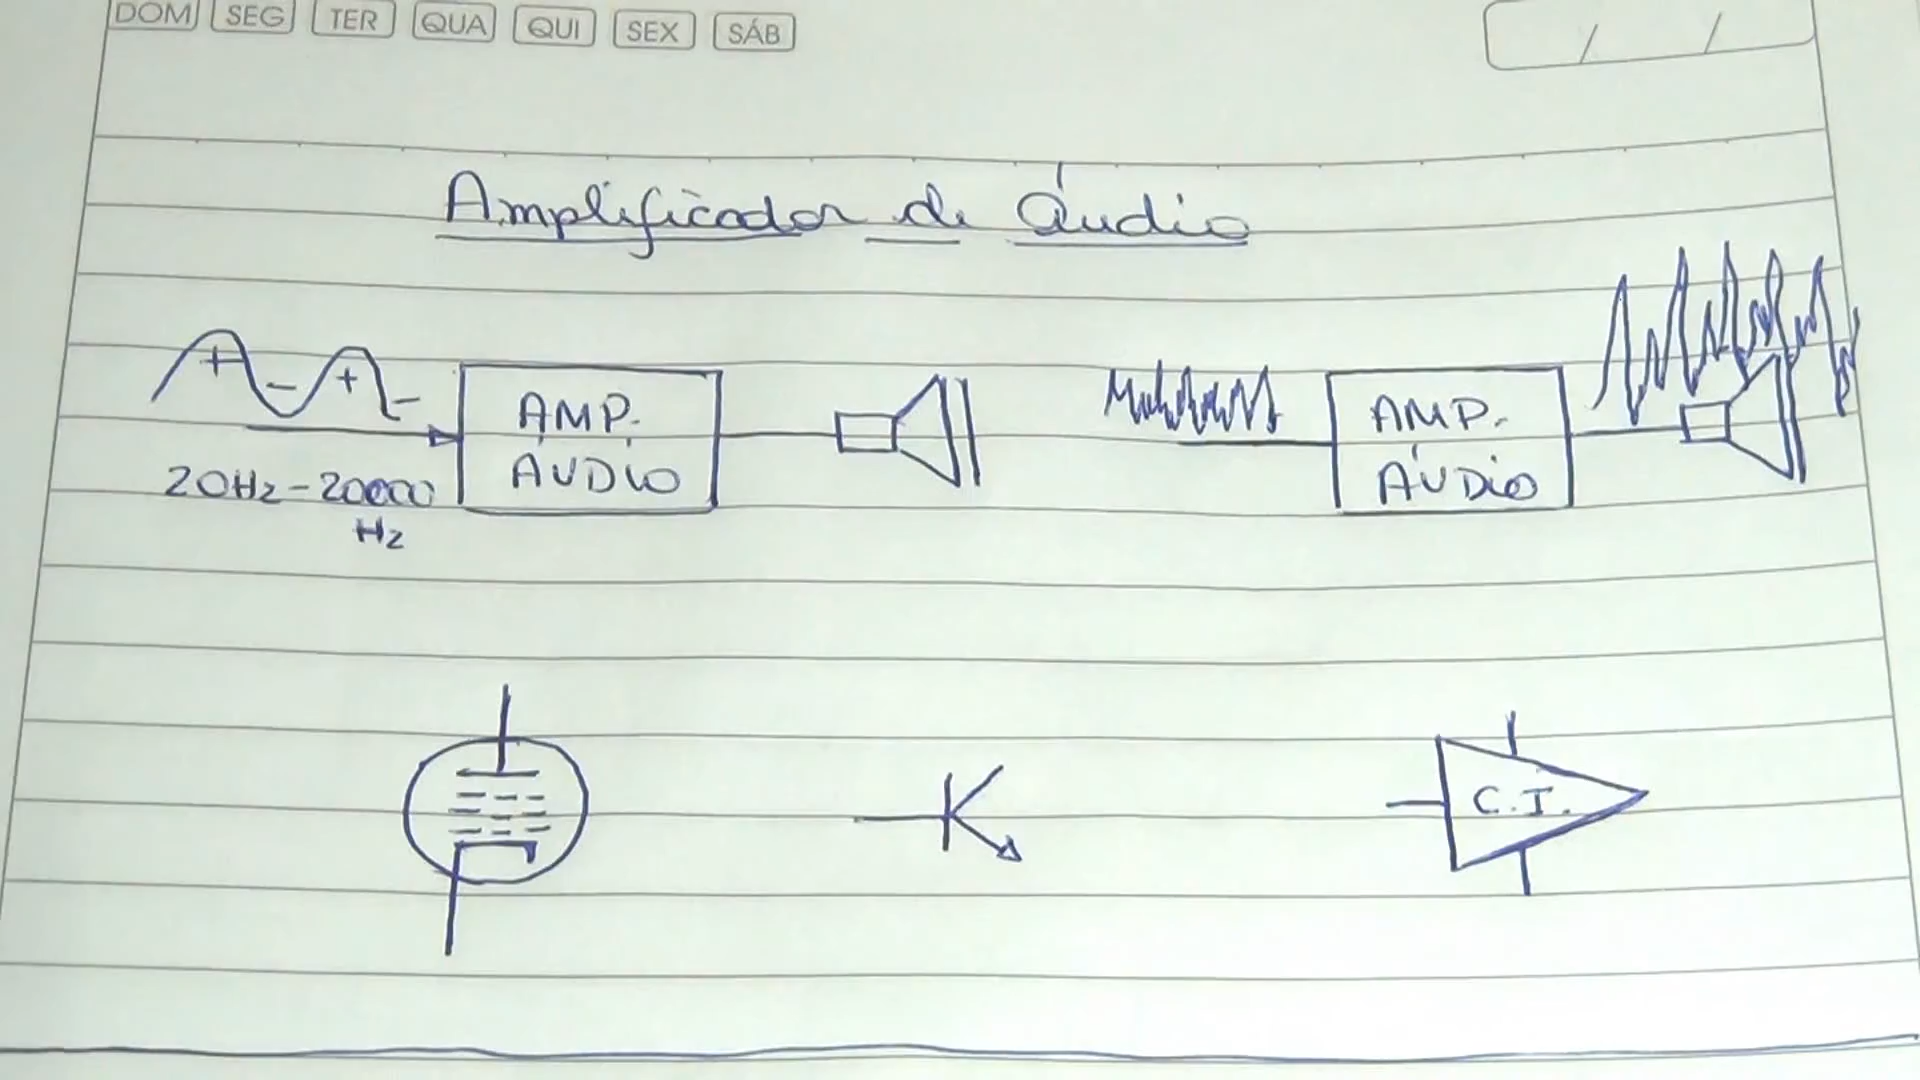 DOM SEG TER QUA QUI SEX SÁB
/ /
Amplificador de Áudio
+ - + -
AMP.
ÁUDIO
20Hz-20000
Hz
AMP.
ÁUDIO
C.I.